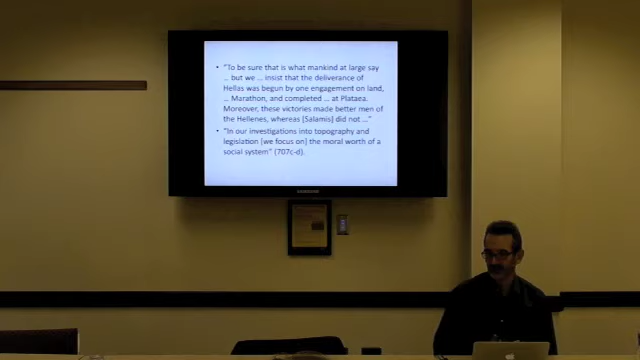 • "To be sure that is what mankind at large say
… but we … insist that the deliverance of
Hellas was begun by one engagement on land,
… Marathon, and completed … at Plataea.
Moreover, these victories made better men of
the Hellenes, whereas [Salamis] did not …"
• "In our investigations into topography and
legislation [we focus on] the moral worth of a
social system" (707c-d).
SAMSUNG